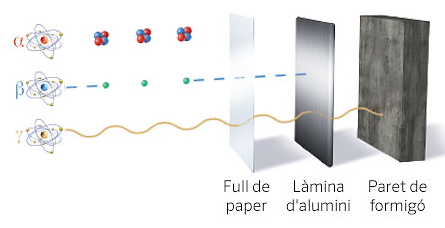 α
β
γ
Full de
paper
Làmina
d'alumini
Paret de
formigó